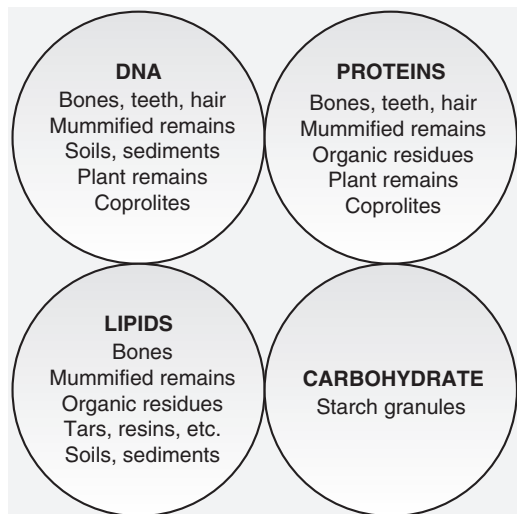 DNA
Bones, teeth, hair
Mummified remains
Soils, sediments
Plant remains
Coprolites
PROTEINS
Bones, teeth, hair
Mummified remains
Organic residues
Plant remains
Coprolites
LIPIDS
Bones
Mummified remains
Organic residues
Tars, resins, etc.
Soils, sediments
CARBOHYDRATE
Starch granules